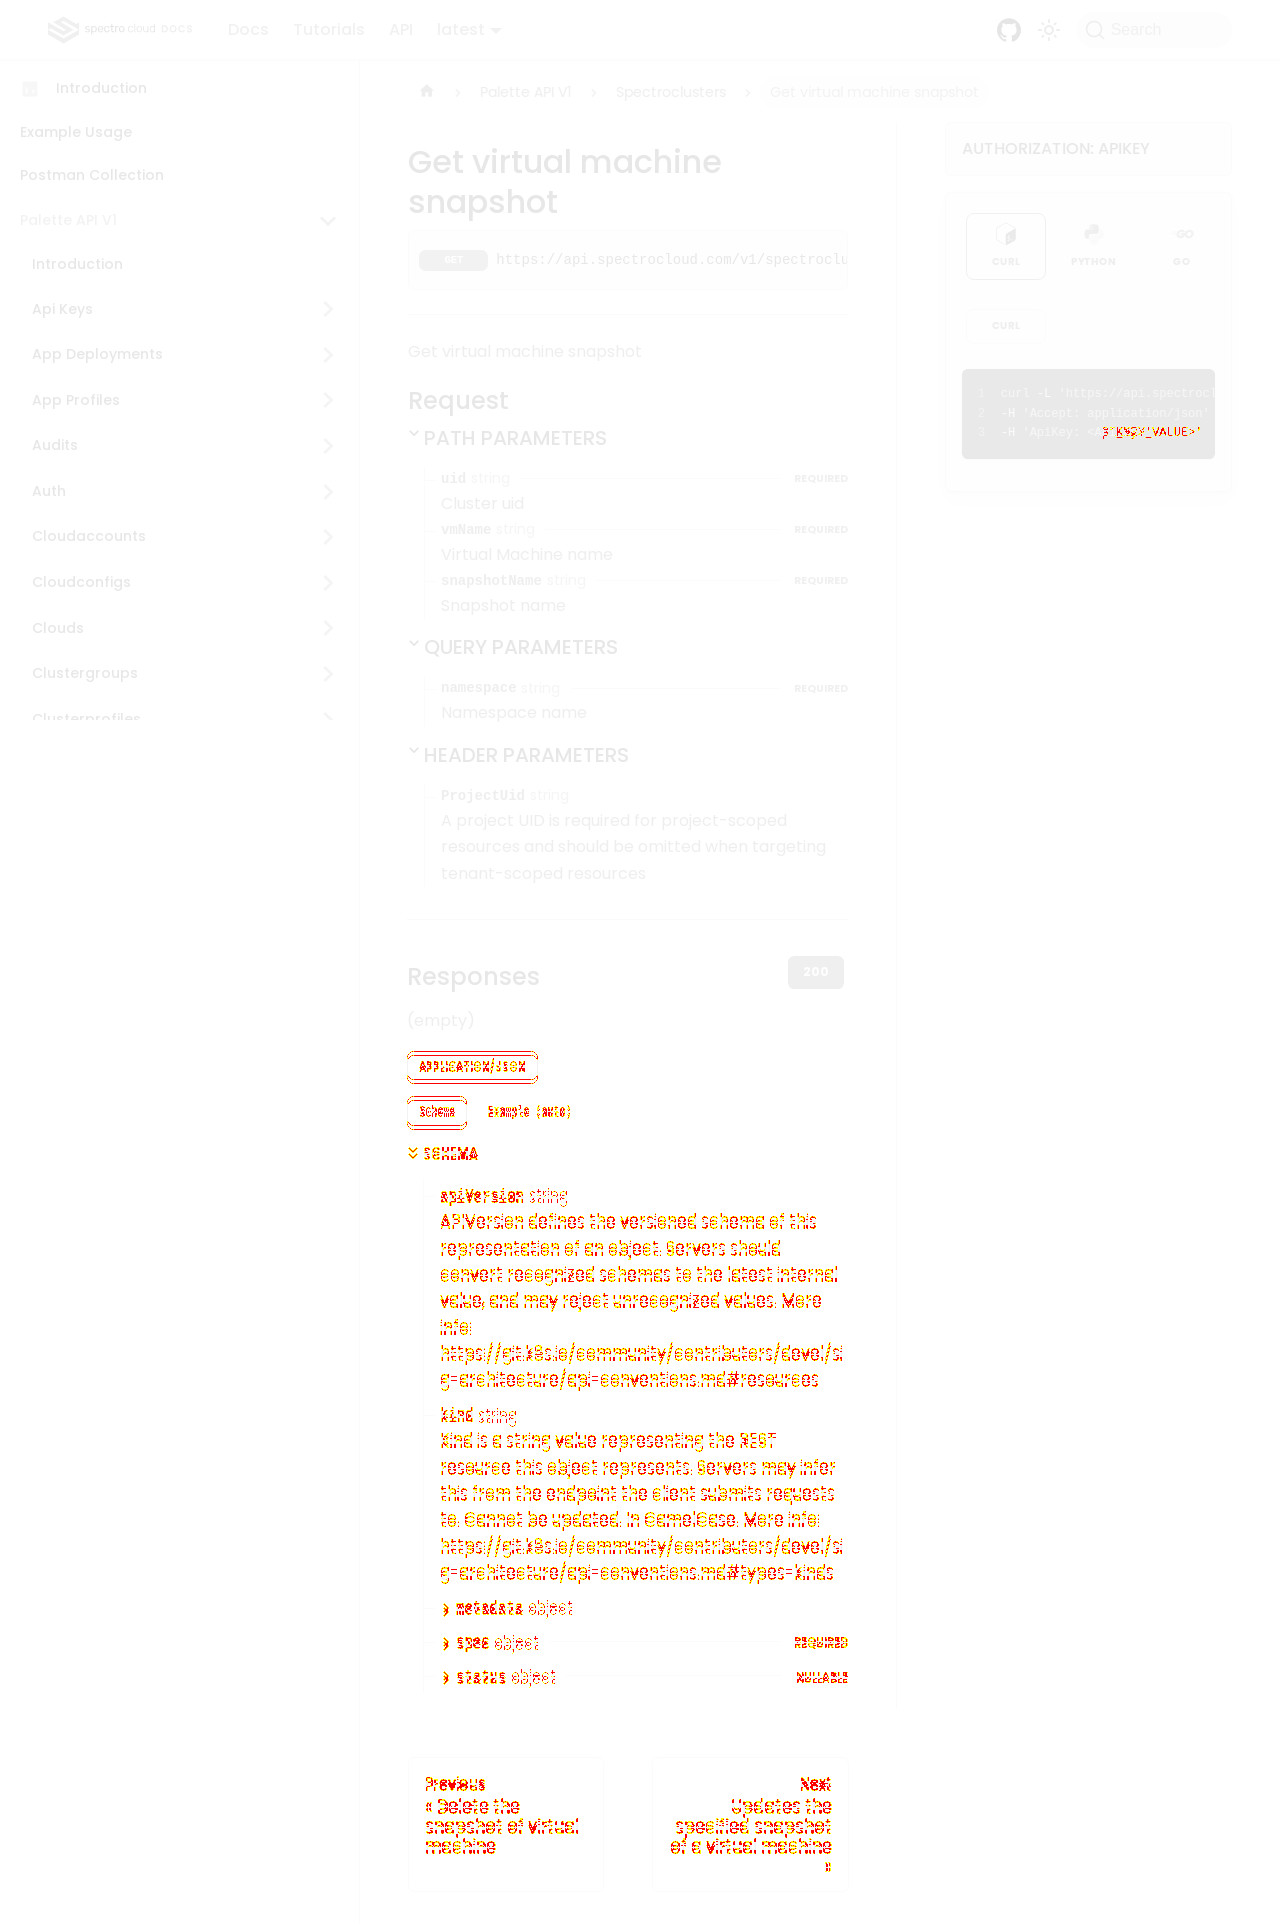 spectro cloud DOCS
Docs
Tutorials
API
latest
Search
Introduction
Example Usage
Postman Collection
Palette API V1
Introduction
Api Keys
App Deployments
App Profiles
Audits
Auth
Cloudaccounts
Cloudconfigs
Clouds
Clustergroups
Clusterprofiles
Palette API V1
Spectroclusters
Get virtual machine snapshot
Get virtual machine
snapshot
GET https://api.spectrocloud.com/v1/spectroclu
Get virtual machine snapshot
Request
PATH PARAMETERS
uid string REQUIRED
Cluster uid
vmName string REQUIRED
Virtual Machine name
snapshotName string REQUIRED
Snapshot name
QUERY PARAMETERS
namespace string REQUIRED
Namespace name
HEADER PARAMETERS
ProjectUid string
A project UID is required for project-scoped
resources and should be omitted when targeting
tenant-scoped resources
Responses
200
(empty)
APPLICATION/JSON
Schema
Example (auto)
SCHEMA
apiVersion string
APIVersion defines the versioned schema of this
representation of an object. Servers should
convert recognized schemas to the latest internal
value, and may reject unrecognized values. More
info:
https://git.k8s.io/community/contributors/devel/si
g-architecture/api-conventions.md#resources
kind string
Kind is a string value representing the REST
resource this object represents. Servers may infer
this from the endpoint the client submits requests
to. Cannot be updated. In CamelCase. More info:
https://git.k8s.io/community/contributors/devel/si
g-architecture/api-conventions.md#types-kinds
metadata object
spec object REQUIRED
status object NULLABLE
Previous
« Delete the
snapshot of virtual
machine
Next
Updates the
specified snapshot
of a virtual machine
»
AUTHORIZATION: APIKEY
CURL
PYTHON
GO
GO
CURL
1 curl -L 'https://api.spectrocl
2 -H 'Accept: application/json'
3 -H 'ApiKey: <API_KEY_VALUE>'